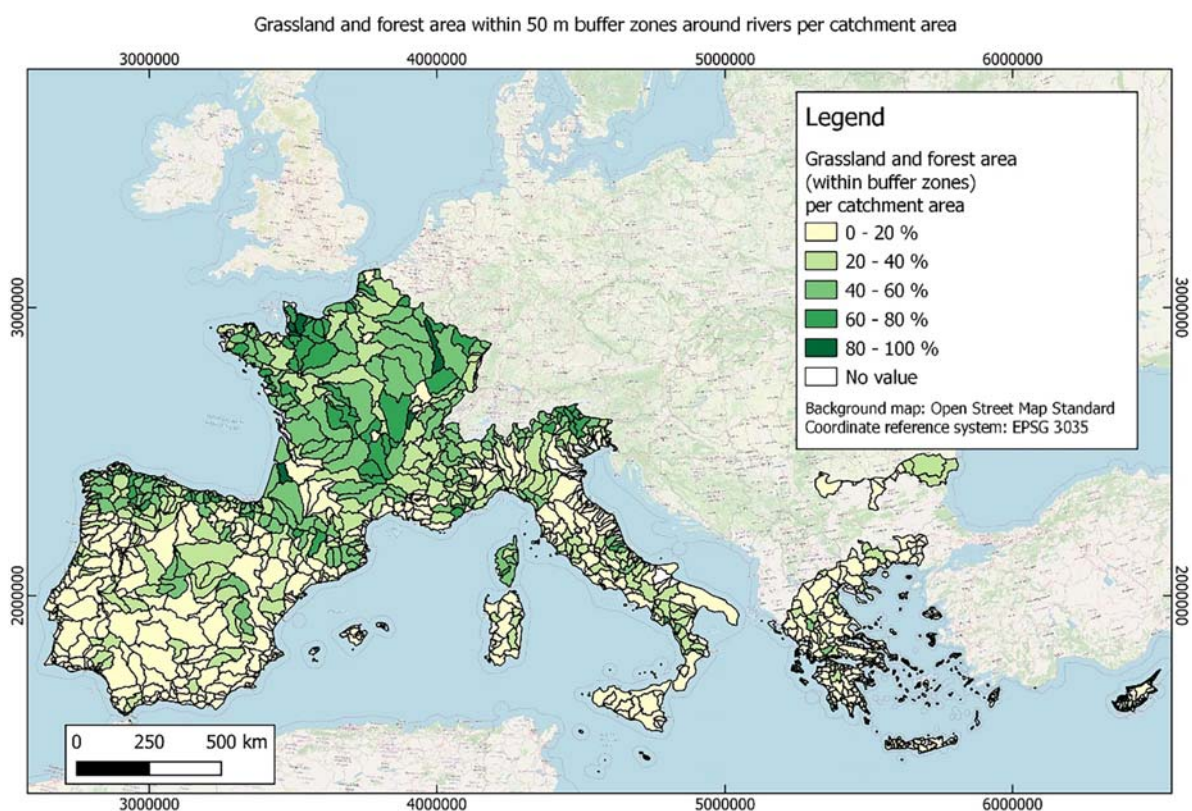 Grassland and forest area within 50 m buffer zones around rivers per catchment area
3000000 4000000 5000000 6000000
Legend
Grassland and forest area
(within buffer zones)
per catchment area
0 - 20 %
20 - 40 %
40 - 60 %
60 - 80 %
80 - 100 %
No value
Background map: Open Street Map Standard
Coordinate reference system: EPSG 3035
3000000 3000000
2000000 2000000
0 250 500 km
3000000 4000000 5000000 6000000